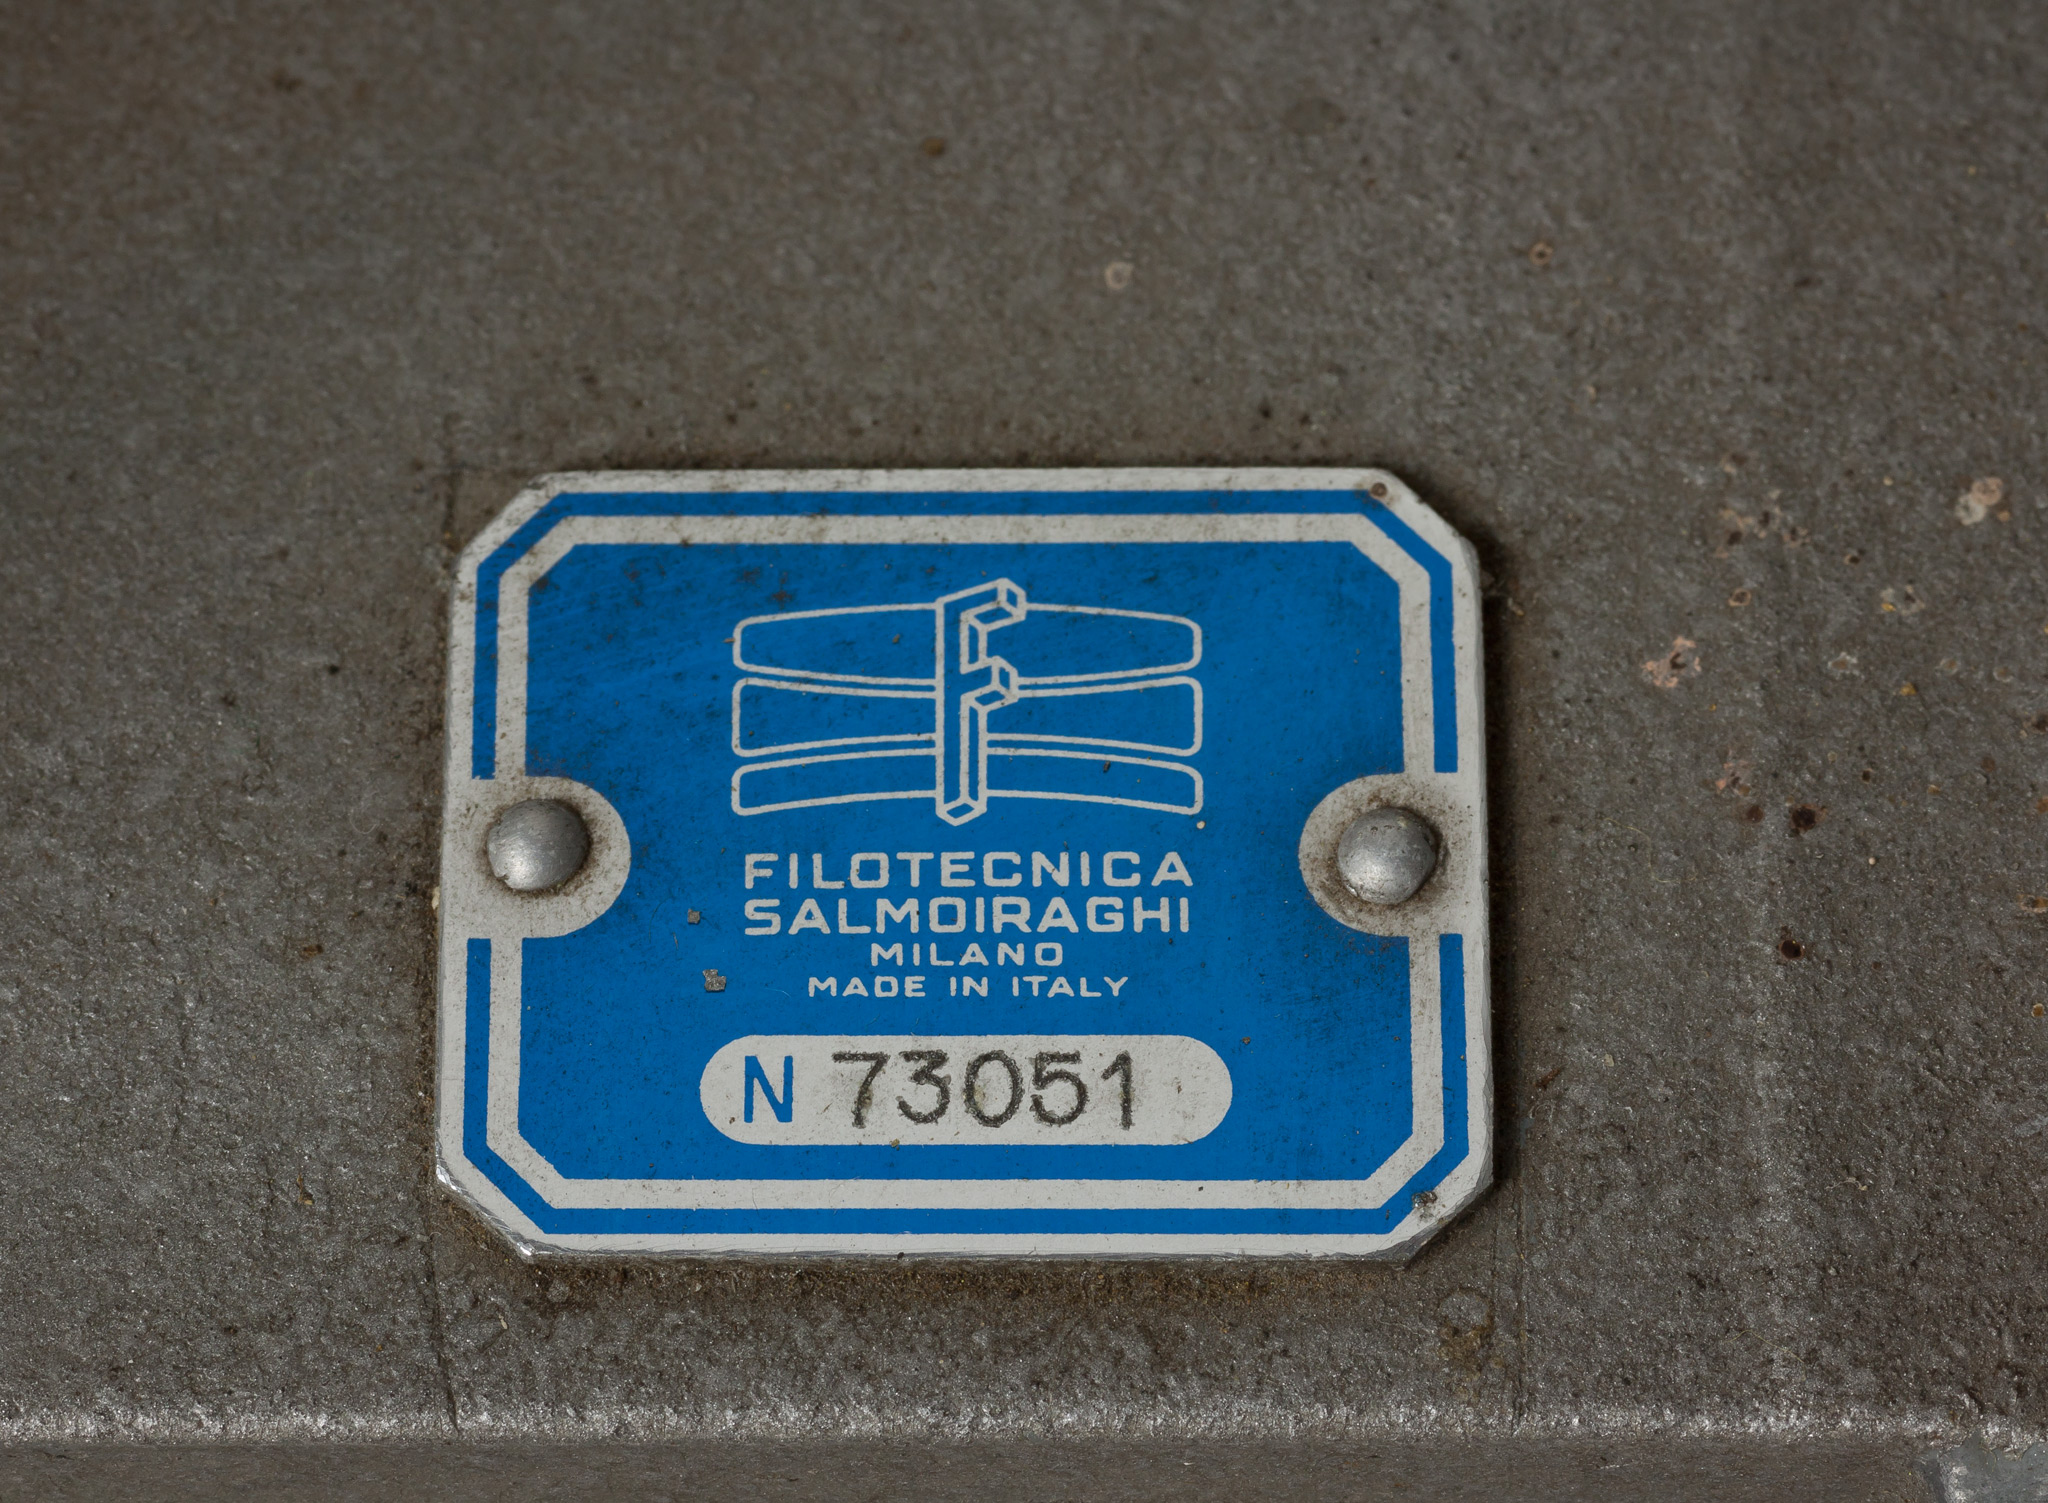 FILOTECNICA
SALMOIRAGHI
MILANO
MADE IN ITALY
N 73051